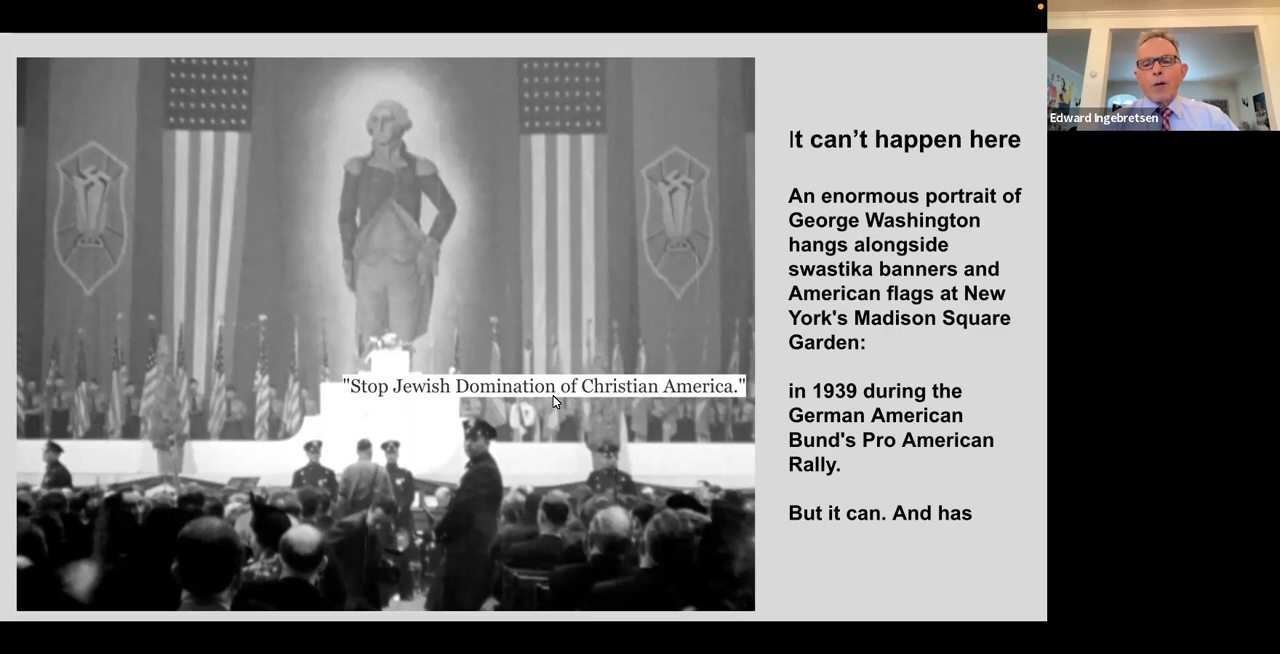 It can’t happen here
An enormous portrait of
George Washington
hangs alongside
swastika banners and
American flags at New
York's Madison Square
Garden:
in 1939 during the
German American
Bund's Pro American
Rally.
But it can. And has
"Stop Jewish Domination of Christian America."
Edward Ingebretsen